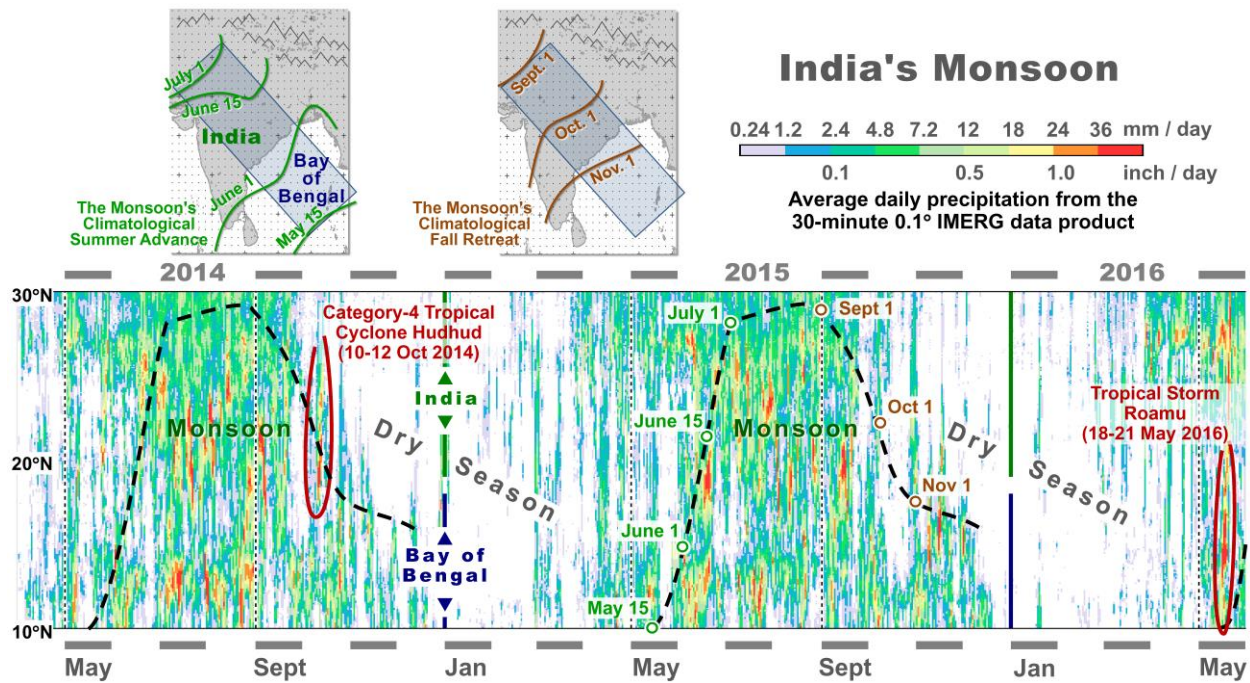 India's Monsoon
July 1
June 15
India
Bay
of
Bengal
June 1
May 15
The Monsoon's
Climatological
Summer Advance
Sept. 1
Oct. 1
Nov. 1
The Monsoon's
Climatological
Fall Retreat
0.24 1.2 2.4 4.8 7.2 12 18 24 36 mm / day
0.1 0.5 1.0 inch / day
Average daily precipitation from the
30-minute 0.1° IMERG data product
2014 2015 2016
30°N
20°N
10°N
Category-4 Tropical
Cyclone Hudhud
(10-12 Oct 2014)
Monsoon
India
Dry
Season
Bay of
Bengal
July 1
Sept 1
June 15
Monsoon
Oct 1
June 1
Nov 1
May 15
Dry
Season
Tropical Storm
Roamu
(18-21 May 2016)
May Sept Jan May Sept Jan May